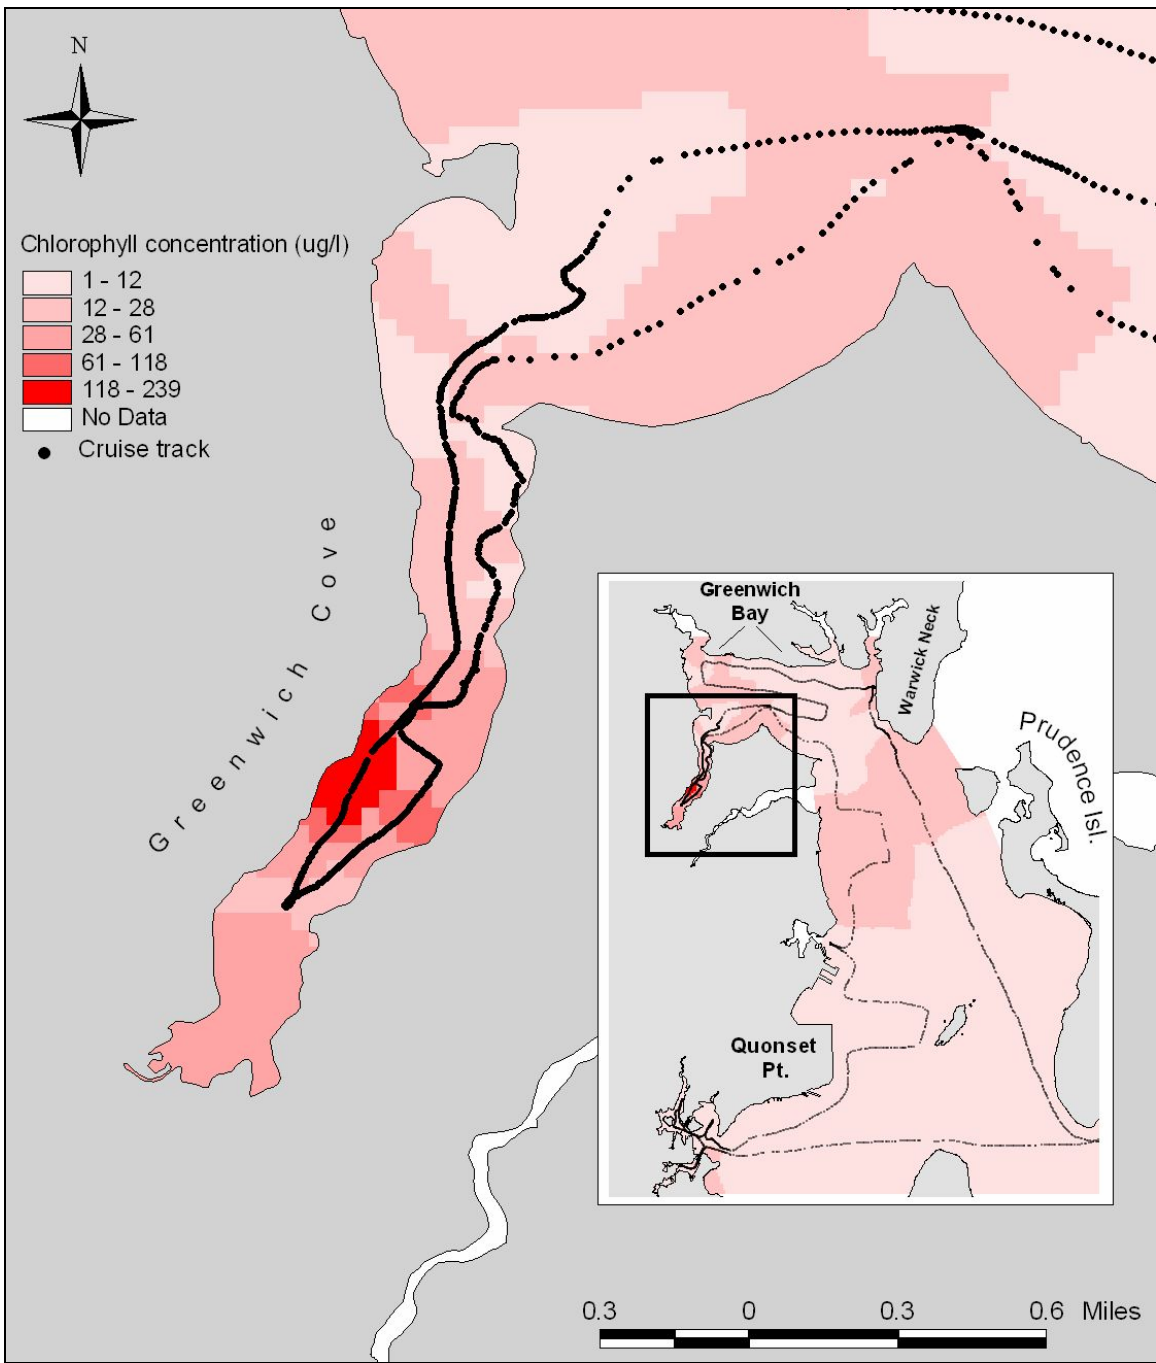 N
Chlorophyll concentration (ug/l)
1 - 12
12 - 28
28 - 61
61 - 118
118 - 239
No Data
Cruise track
Greenwich Cove
Greenwich
Bay
Warwick Neck
Prudence Isl.
Quonset
Pt.
0.3 0 0.3 0.6 Miles